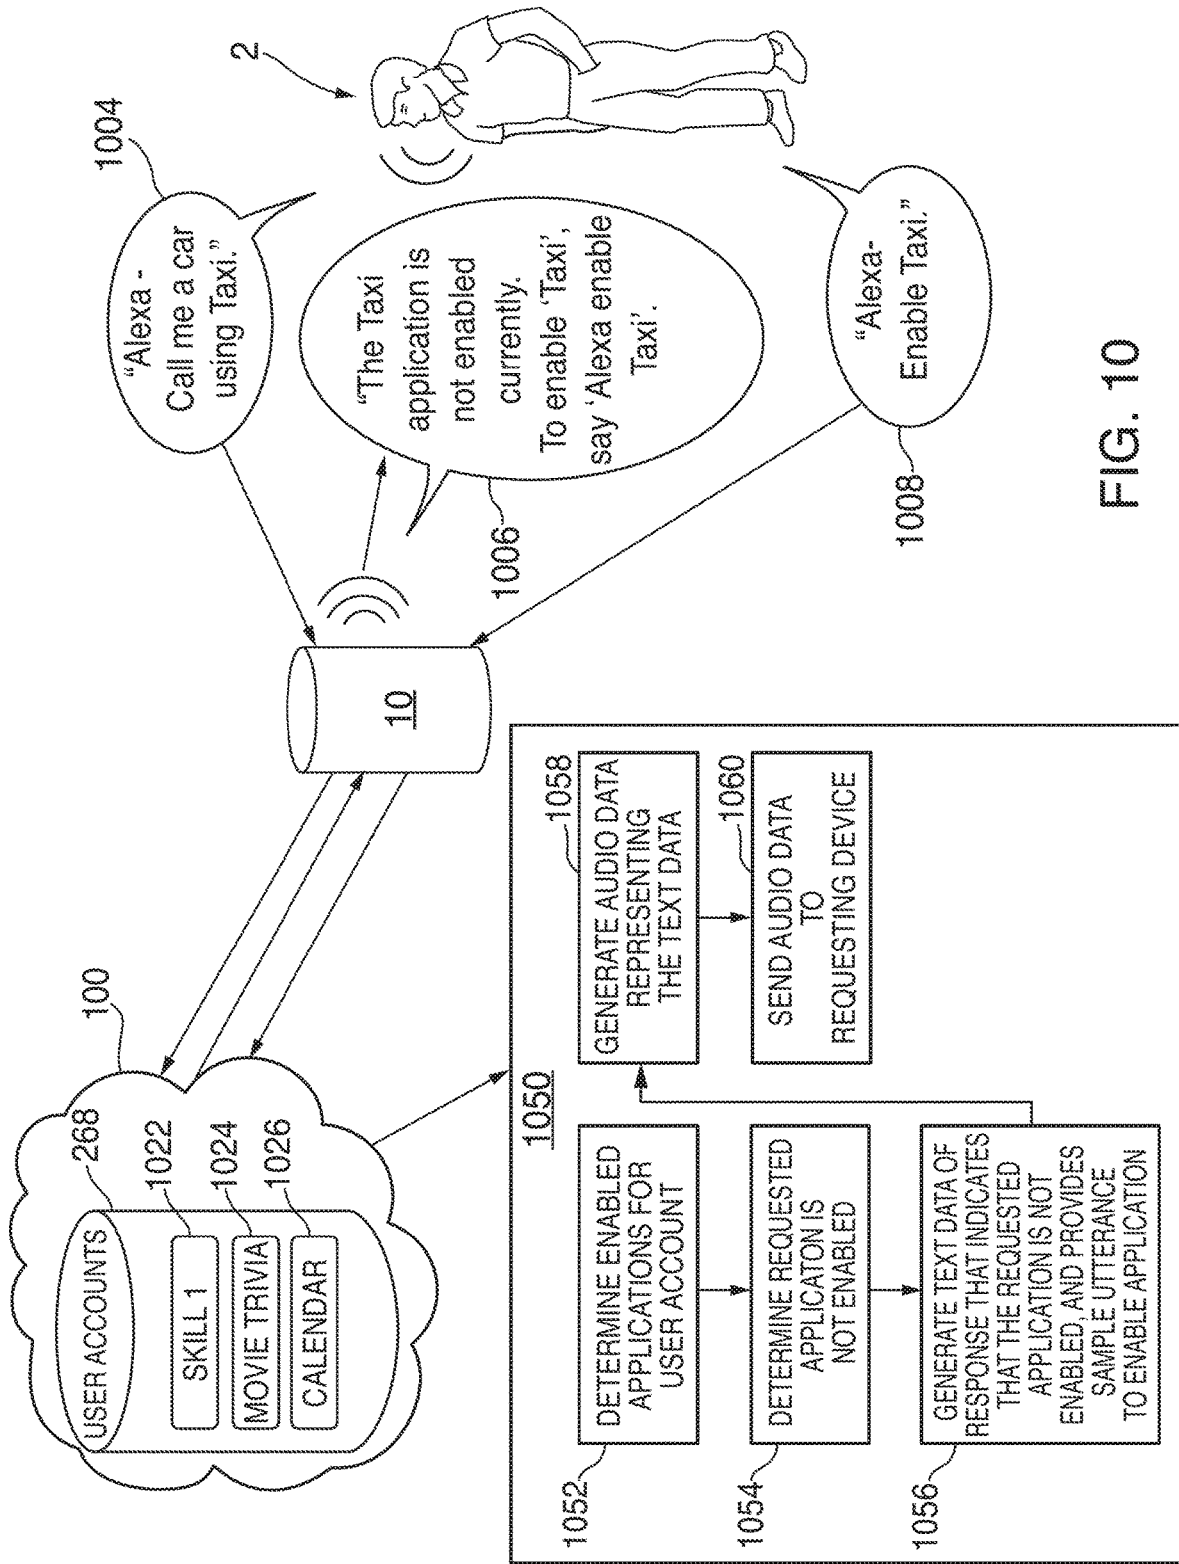 100
268
1022
1024
1026
USER ACCOUNTS
SKILL 1
MOVIE TRIVIA
CALENDAR
10
1004
“Alexa -
Call me a car
using Taxi.”
2
“The Taxi
application is
not enabled
currently.
To enable ‘Taxi’,
say ‘Alexa enable
Taxi’.
1006
“Alexa-
Enable Taxi.”
1008
1050
1052
DETERMINE ENABLED
APPLICATIONS FOR
USER ACCOUNT
1054
DETERMINE REQUESTED
APPLICATON IS
NOT ENABLED
1056
GENERATE TEXT DATA OF
RESPONSE THAT INDICATES
THAT THE REQUESTED
APPLICATION IS NOT
ENABLED, AND PROVIDES
SAMPLE UTTERANCE
TO ENABLE APPLICATION
1058
GENERATE AUDIO DATA
REPRESENTING
THE TEXT DATA
1060
SEND AUDIO DATA
TO
REQUESTING DEVICE
FIG. 10